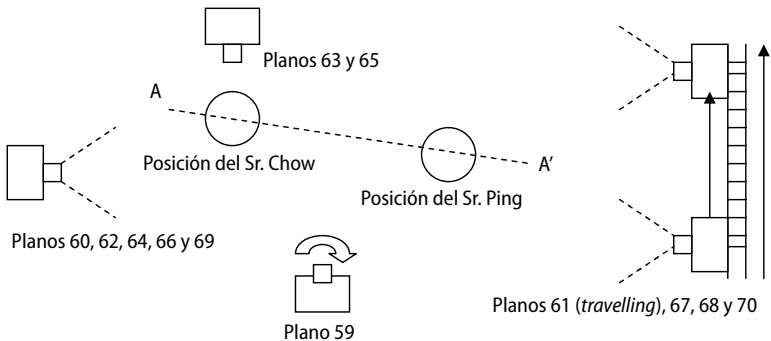 Planos 63 y 65
A
Posición del Sr. Chow
A’
Posición del Sr. Ping
Planos 60, 62, 64, 66 y 69
Planos 61 (travelling), 67, 68 y 70
Plano 59